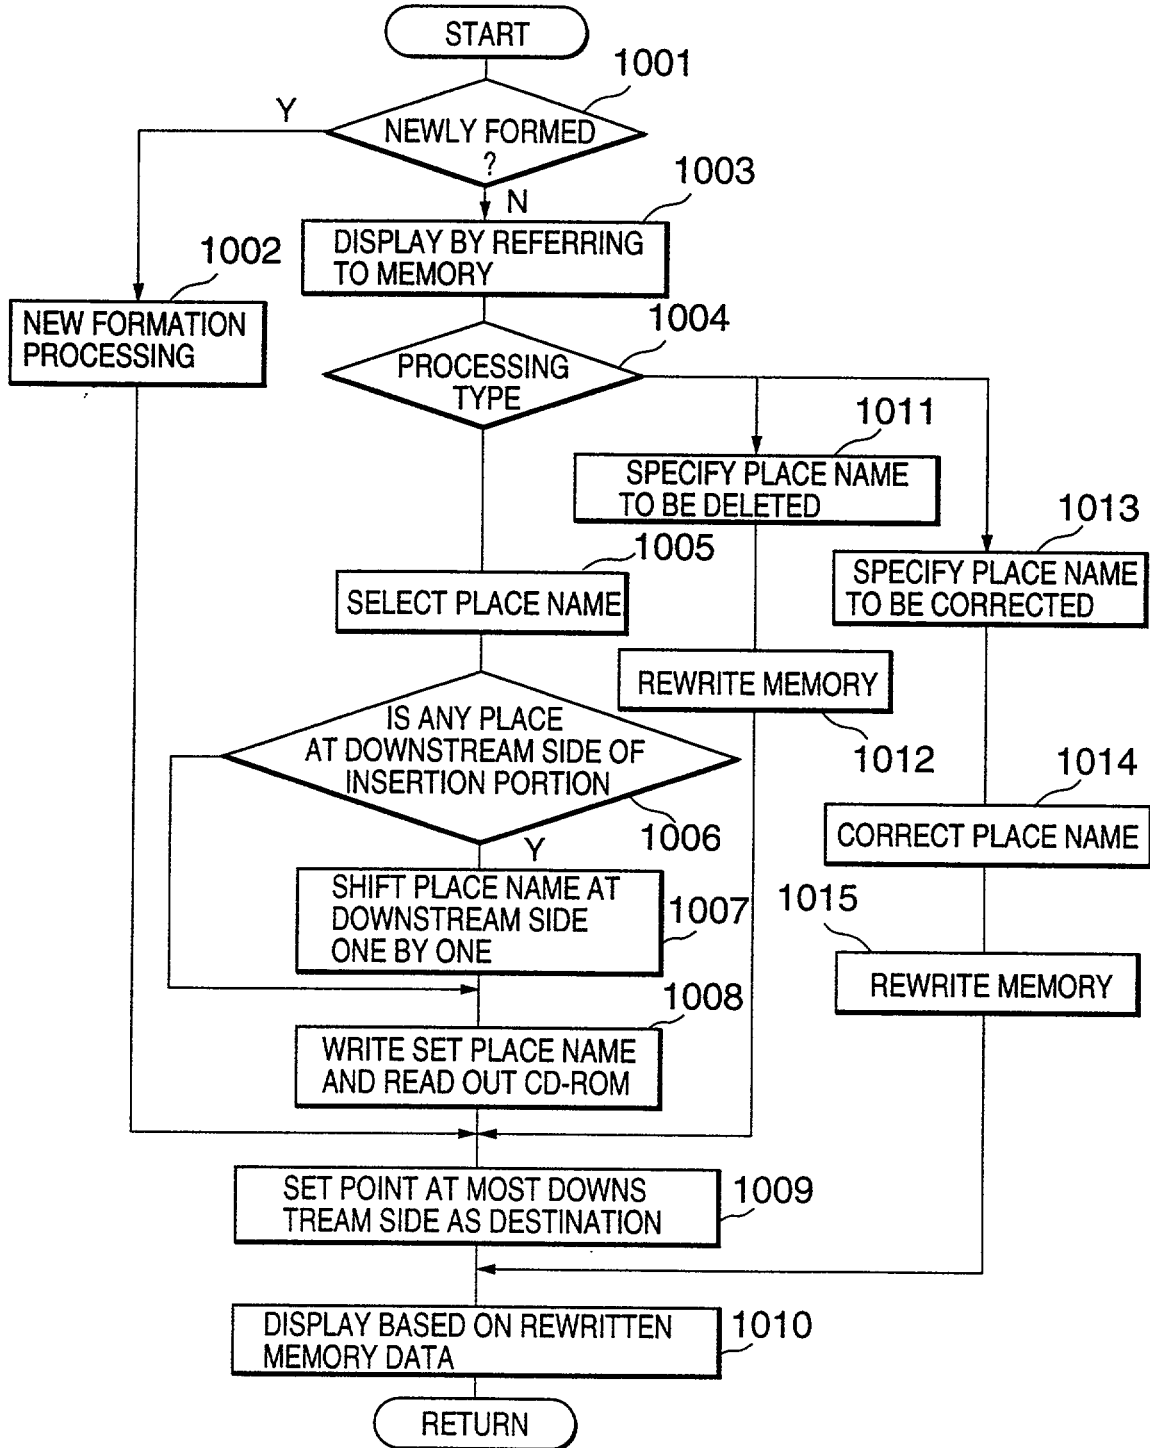 START
1001
Y
NEWLY FORMED
?
1003
N
DISPLAY BY REFERRING
TO MEMORY
1002
NEW FORMATION
PROCESSING
1004
PROCESSING
TYPE
1011
SPECIFY PLACE NAME
TO BE DELETED
1013
1005
SPECIFY PLACE NAME
TO BE CORRECTED
SELECT PLACE NAME
REWRITE MEMORY
1012
IS ANY PLACE
AT DOWNSTREAM SIDE OF
INSERTION PORTION
1006
1014
CORRECT PLACE NAME
Y
SHIFT PLACE NAME AT
DOWNSTREAM SIDE
ONE BY ONE
1007
1015
REWRITE MEMORY
1008
WRITE SET PLACE NAME
AND READ OUT CD-ROM
SET POINT AT MOST DOWNS
TREAM SIDE AS DESTINATION
1009
DISPLAY BASED ON REWRITTEN
MEMORY DATA
1010
RETURN